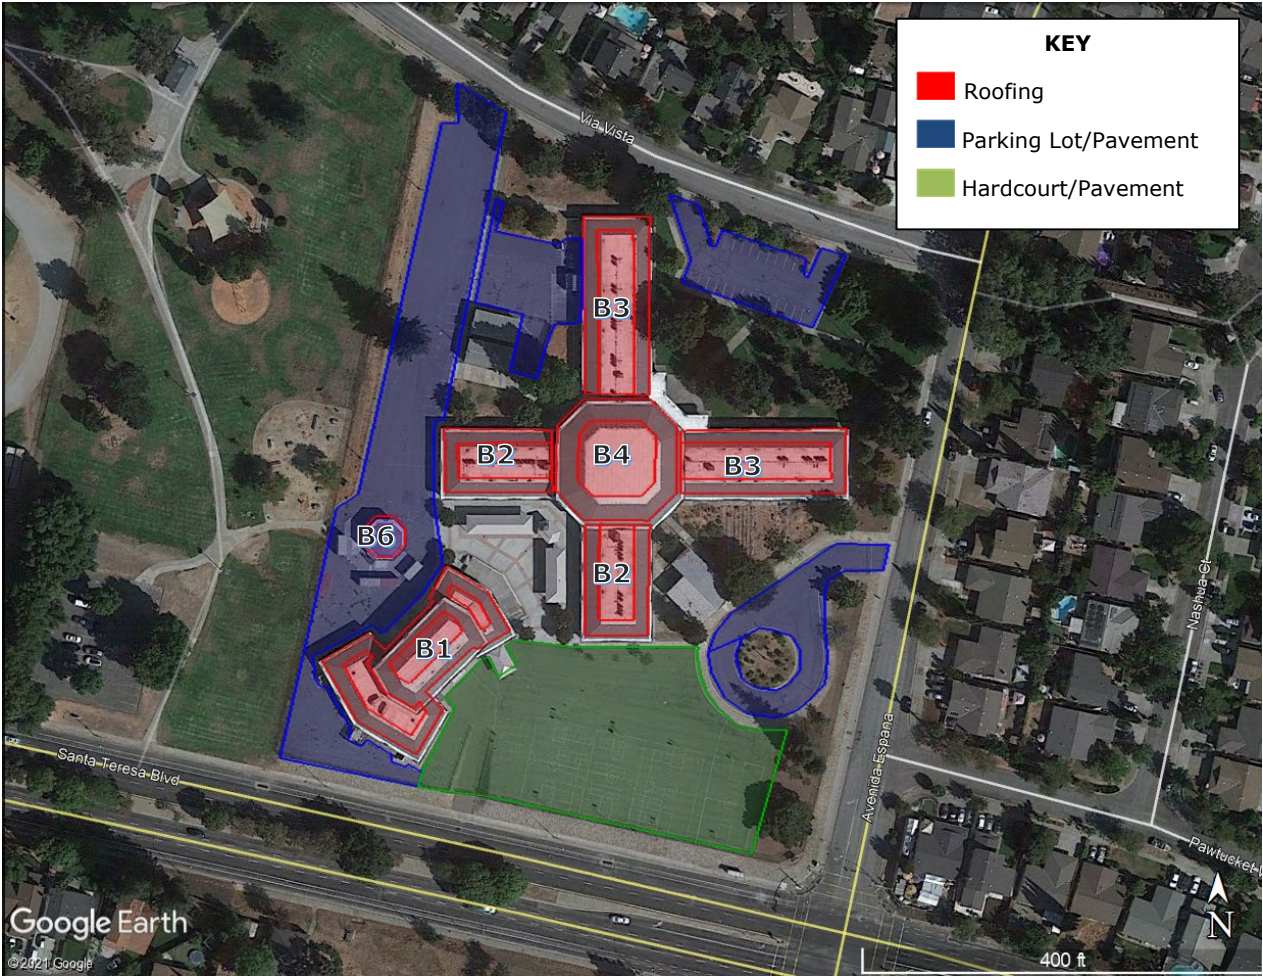 KEY
Roofing
Parking Lot/Pavement
Hardcourt/Pavement
Via Vista
B3
B2
B4
B3
B6
B2
B1
Nashua Ct
Avenida Espana
Santa Teresa Blvd
Pawtucket
N
Google Earth
© 2021 Google
400 ft